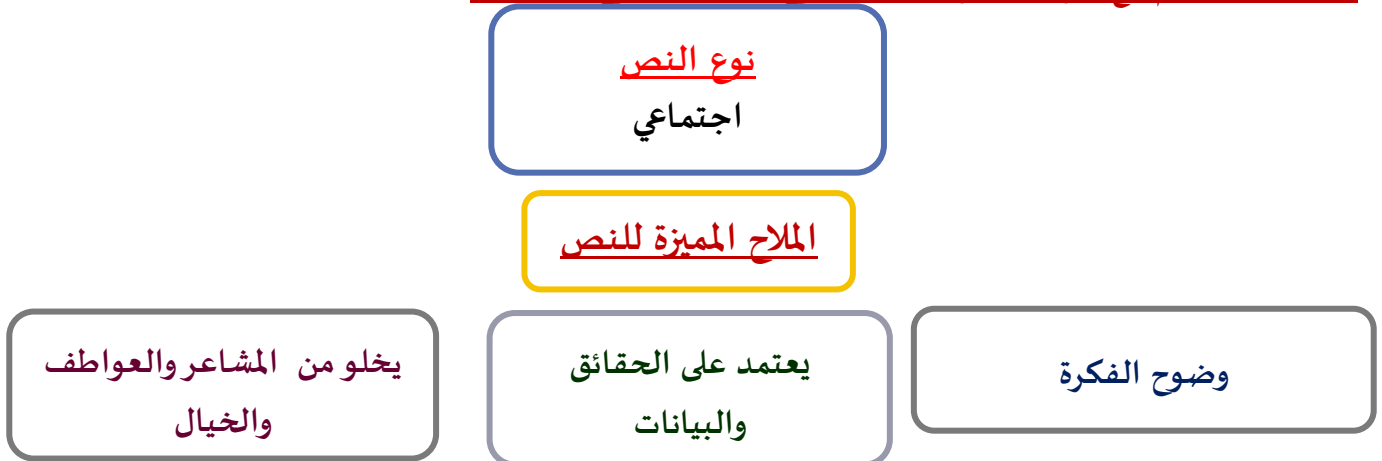 نوع النص
اجتماعي
الملاح المميزة للنص
وضوح الفكرة
يعتمد على الحقائق
والبيانات
يخلو من المشاعر والعواطف
والخيال